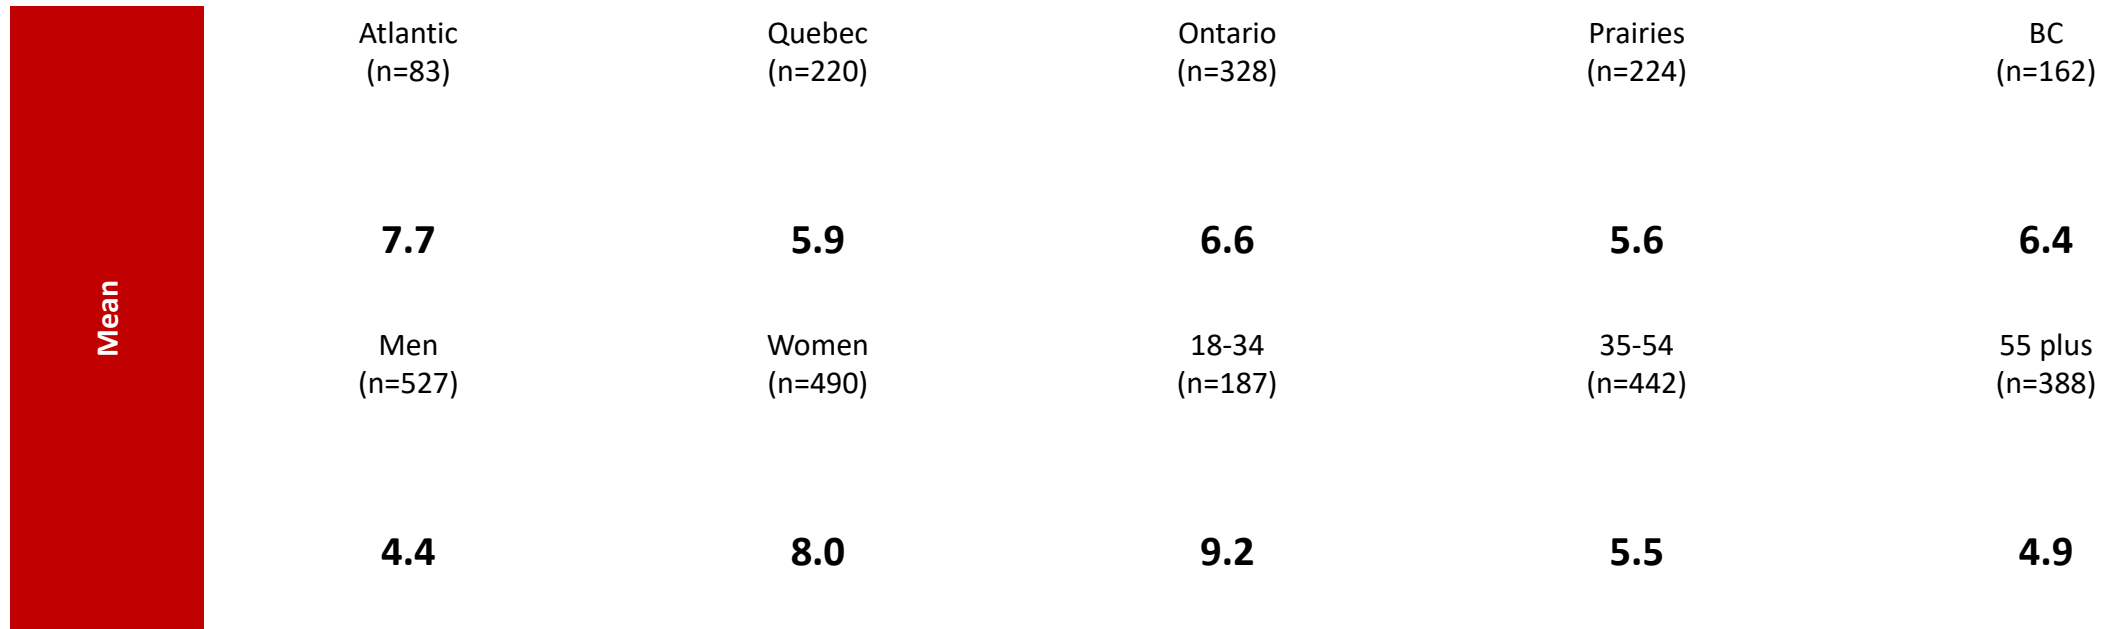 Mean
Atlantic Quebec Ontario Prairies BC
(n=83) (n=220) (n=328) (n=224) (n=162)
7.7 5.9 6.6 5.6 6.4
Men Women 18-34 35-54 55 plus
(n=527) (n=490) (n=187) (n=442) (n=388)
4.4 8.0 9.2 5.5 4.9